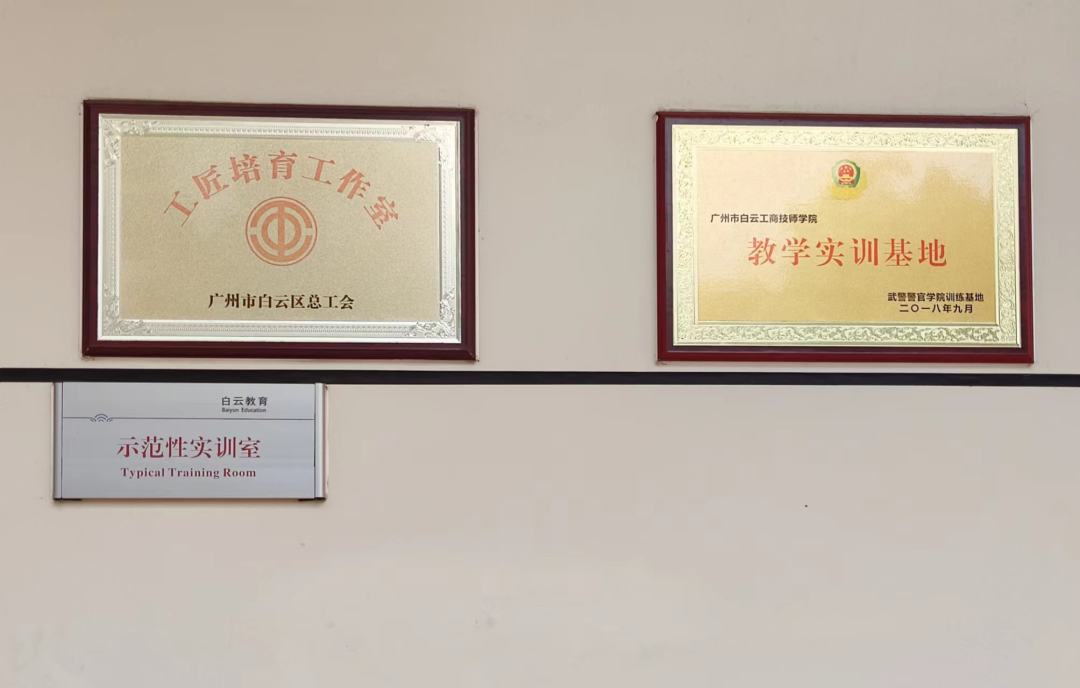 工匠培育工作室
广州市白云区总工会
广州市白云工商技师学院
教学实训基地
武警警官学院训练基地
二〇一八年九月
白云教育
Baiyun Education
示范性实训室
Typical Training Room